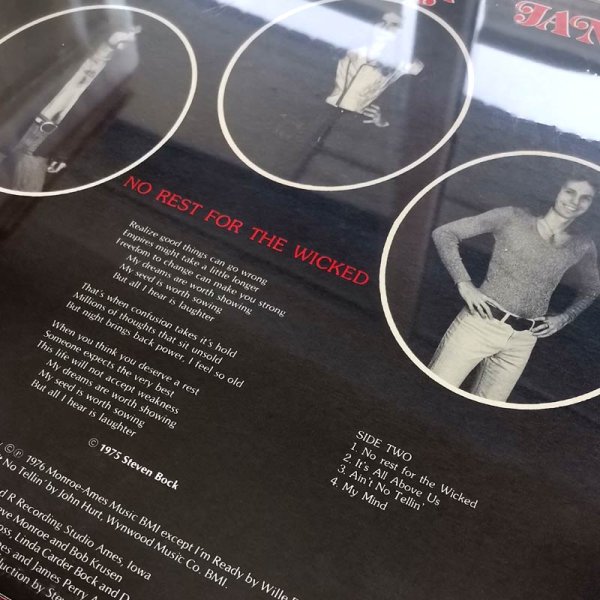 NO REST FOR THE WICKED
Realize good things can go wrong
Empires might take a little longer
Freedom to change can make you strong
My dreams are worth showing
My seed is worth sowing
But all I hear is laughter
That's when confusion takes it's hold
Millions of thoughts that sit unsold
But night brings back power, I feel so old
When you think you deserve a rest
Someone expects the very best
This life will not accept weakness
My dreams are worth showing
My seed is worth sowing
But all I hear is laughter
© 1975 Steven Bock
SIDE TWO
1. No rest for the Wicked
2. It's All Above Us
3. Ain't No Tellin'
4. My Mind
© ℗ 1976 Monroe-Ames Music BMI except I'm Ready by Willie
No Tellin' by John Hurt, Wynwood Music Co. BMI.
R Recording Studio Ames, Iowa
Monroe and Bob Krusen
Linda Carder Bock and
and James Perry
by